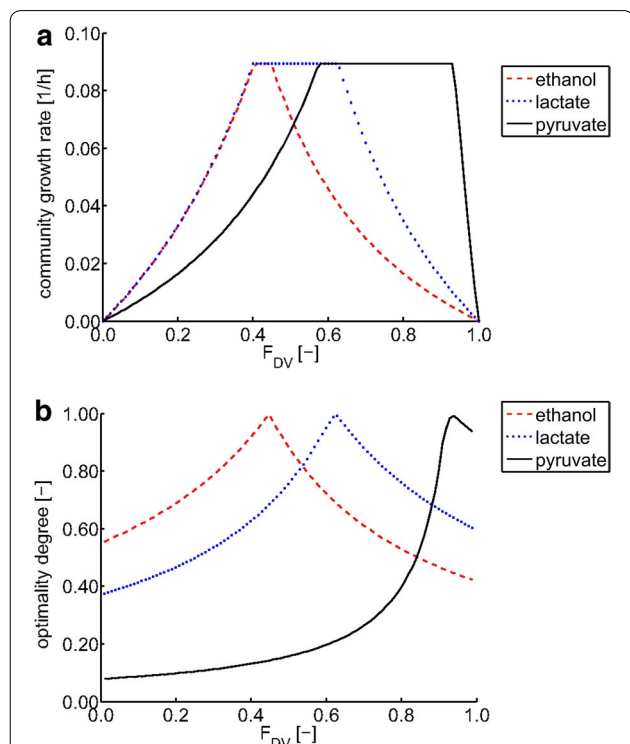 a
community growth rate [1/h]
0.10
0.08
0.06
0.04
0.02
0.00
0.0 0.2 0.4 0.6 0.8 1.0
F_DV [–]
ethanol
lactate
pyruvate
b
optimality degree [–]
1.00
0.80
0.60
0.40
0.20
0.00
0.0 0.2 0.4 0.6 0.8 1.0
F_DV [–]
ethanol
lactate
pyruvate